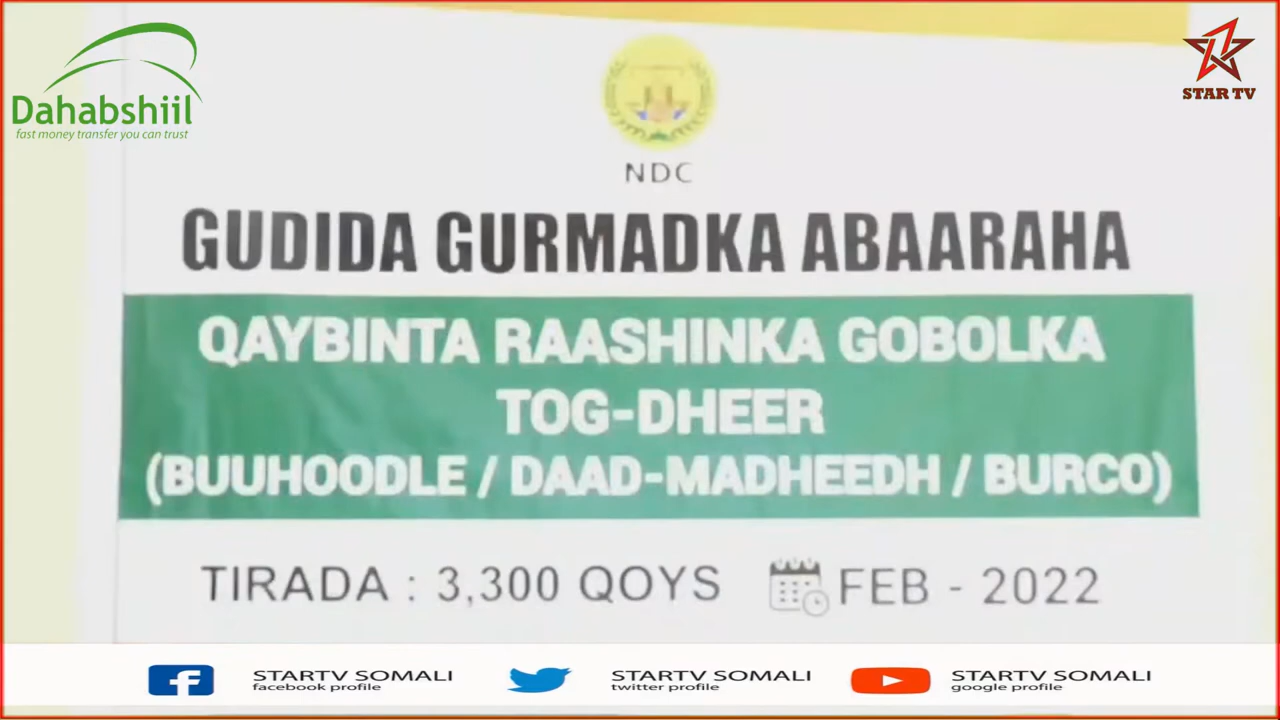 Dahabshiil
fast money transfer you can trust
STAR TV
NDC
GUDIDA GURMADKA ABAARAHA
QAYBINTA RAASHINKA GOBOLKA
TOG-DHEER
(BUUHOODLE / DAAD-MADHEEDH / BURCO)
TIRADA : 3,300 QOYS
FEB - 2022
STARTV SOMALI
facebook profile
STARTV SOMALI
twitter profile
STARTV SOMALI
google profile